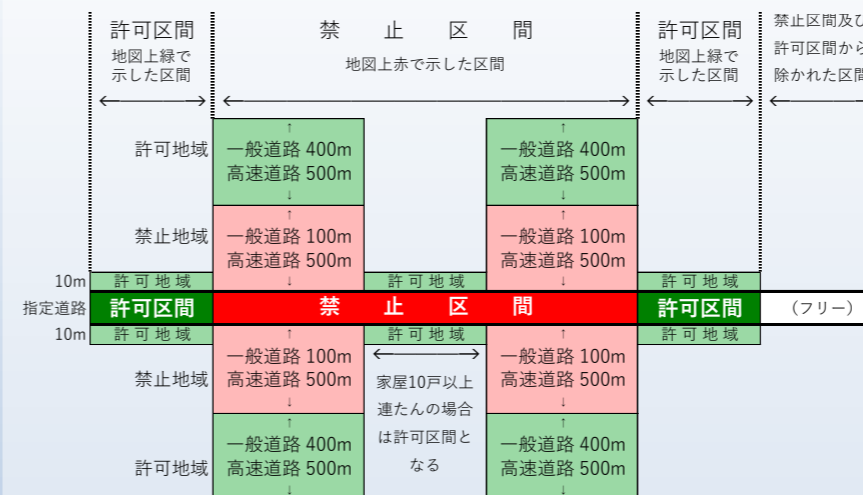 許可区間
地図上緑で
示した区間
禁止区間
地図上赤で示した区間
許可区間
地図上緑で
示した区間
禁止区間及び
許可区間から
除かれた区間
許可地域
一般道路 400m
高速道路 500m
一般道路 400m
高速道路 500m
禁止地域
一般道路 100m
高速道路 500m
一般道路 100m
高速道路 500m
10m
許可地域
許可地域
許可地域
指定道路
許可区間
禁止区間
許可区間
（フリー）
10m
許可地域
許可地域
許可地域
禁止地域
一般道路 100m
高速道路 500m
家屋10戸以上
連たんの場合
は許可区間と
なる
一般道路 100m
高速道路 500m
許可地域
一般道路 400m
高速道路 500m
一般道路 400m
高速道路 500m